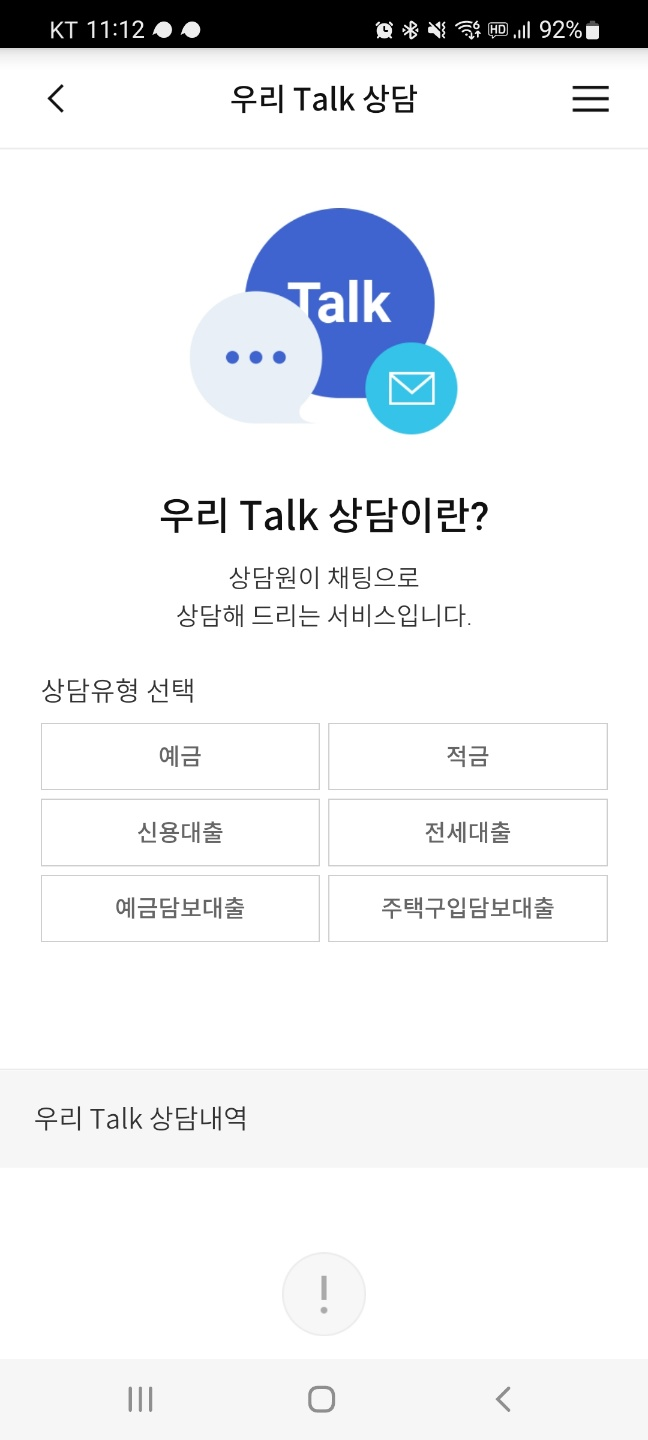 KT 11:12 HD 92%
우리 Talk 상담
Talk
우리 Talk 상담이란?
상담원이 채팅으로
상담해 드리는 서비스입니다.
상담유형 선택
예금 적금
신용대출 전세대출
예금담보대출 주택구입담보대출
우리 Talk 상담내역